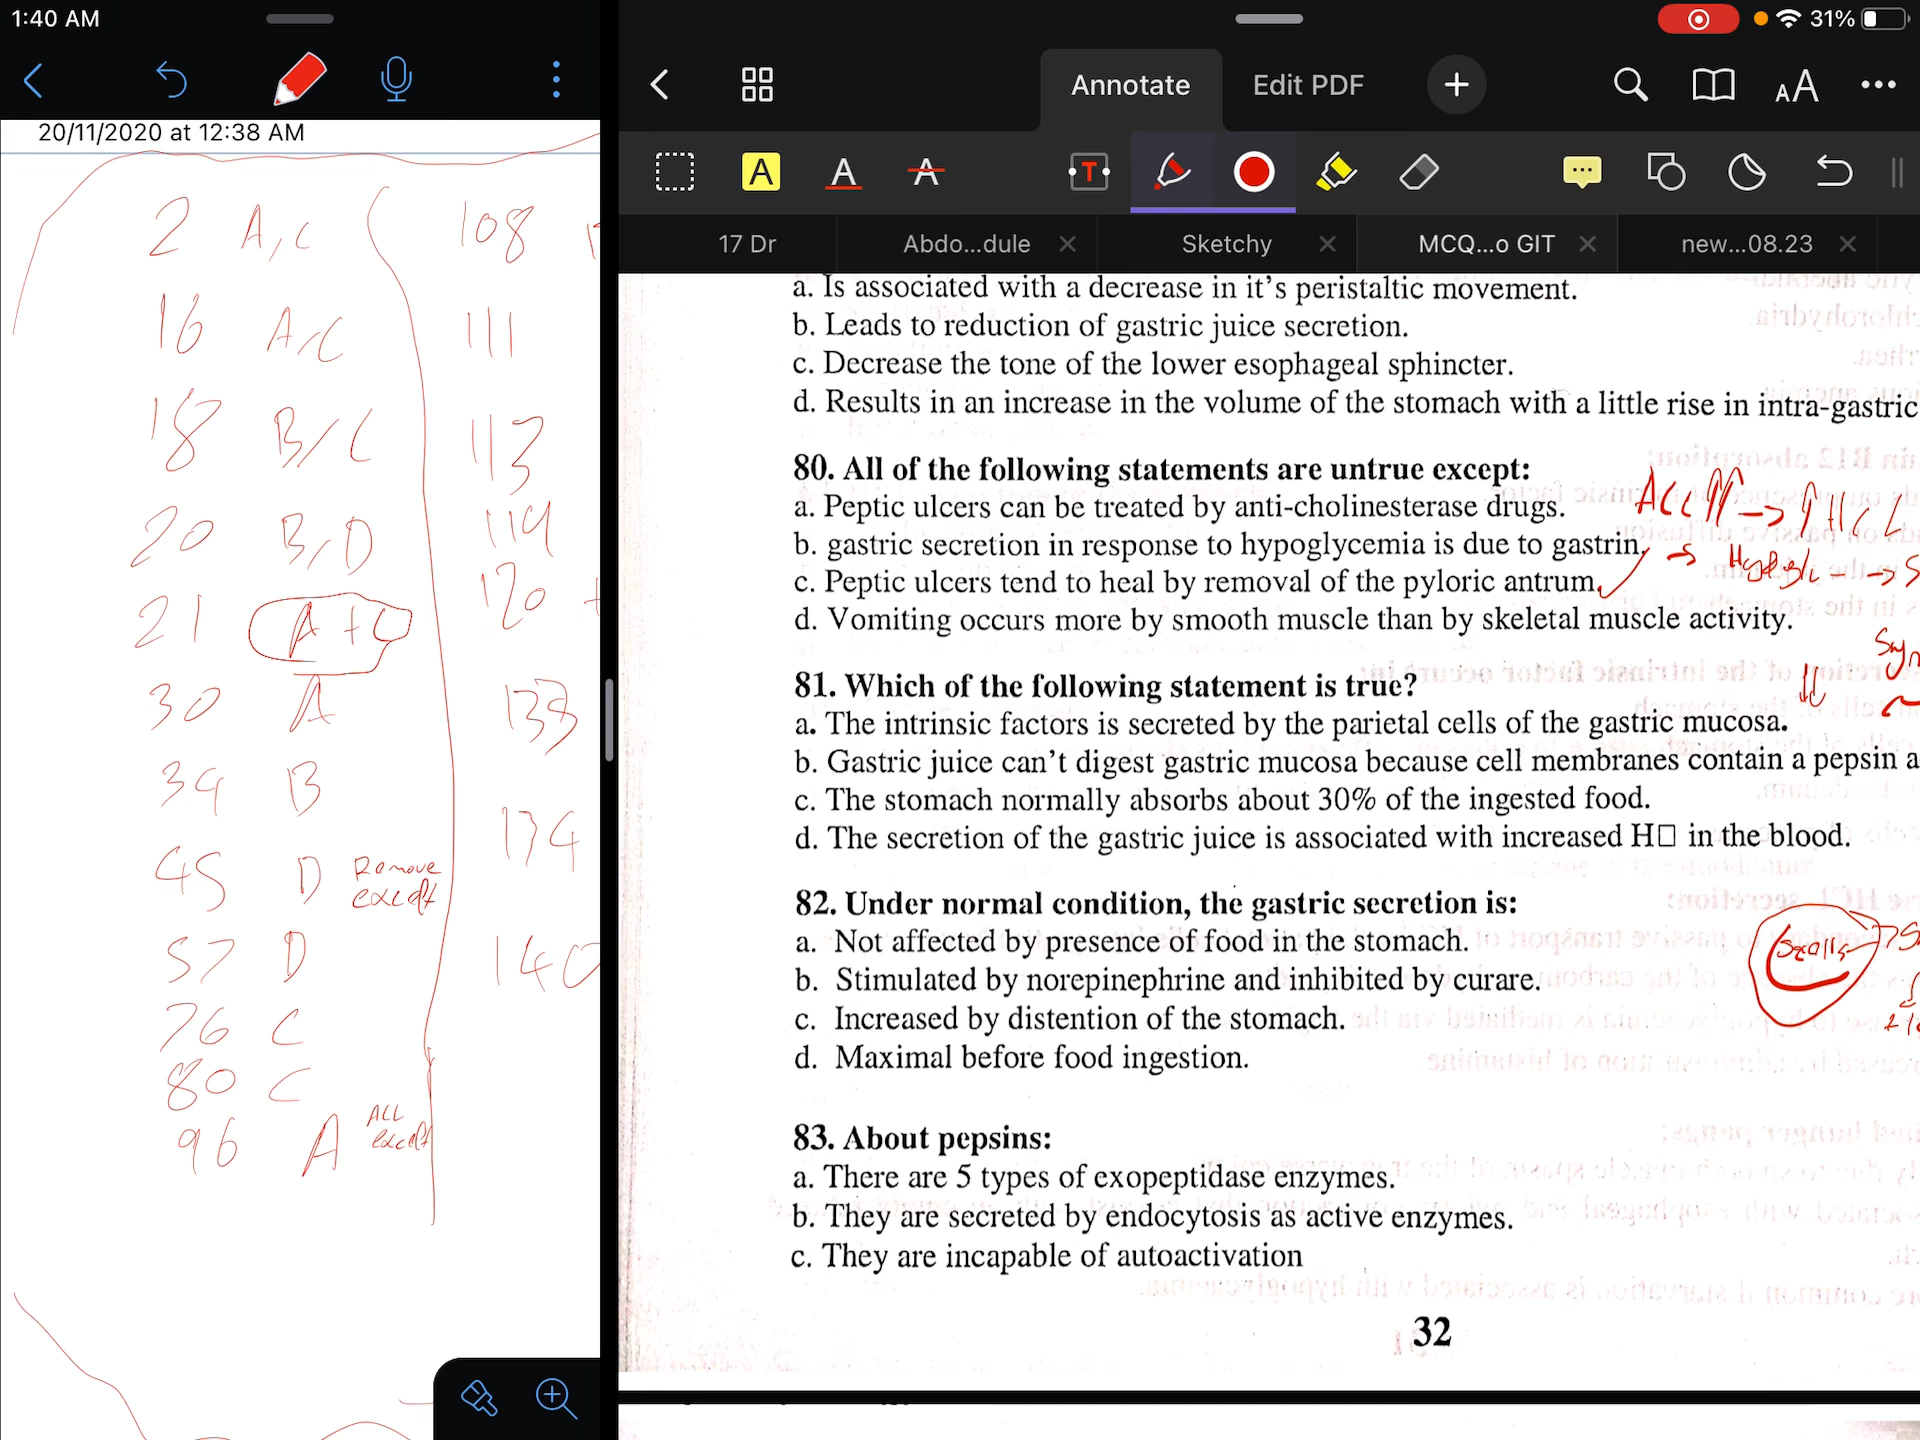 1:40 AM
31%
Annotate
Edit PDF
20/11/2020 at 12:38 AM
17 Dr
Abdo...dule
Sketchy
MCQ...o GIT
new...08.23
2 A,C
16 A,C
18 B/C
20 B/D
21 A+C
30 A
34 B
45 D Remove except
57 D
76 C
80 C
96 A ALL except
108
111
113
114
120
133
134
140
a. Is associated with a decrease in it's peristaltic movement.
b. Leads to reduction of gastric juice secretion.
c. Decrease the tone of the lower esophageal sphincter.
d. Results in an increase in the volume of the stomach with a little rise in intra-gastric
80. All of the following statements are untrue except:
a. Peptic ulcers can be treated by anti-cholinesterase drugs.
b. gastric secretion in response to hypoglycemia is due to gastrin.
c. Peptic ulcers tend to heal by removal of the pyloric antrum.
d. Vomiting occurs more by smooth muscle than by skeletal muscle activity.
81. Which of the following statement is true?
a. The intrinsic factors is secreted by the parietal cells of the gastric mucosa.
b. Gastric juice can't digest gastric mucosa because cell membranes contain a pepsin a
c. The stomach normally absorbs about 30% of the ingested food.
d. The secretion of the gastric juice is associated with increased H□ in the blood.
82. Under normal condition, the gastric secretion is:
a. Not affected by presence of food in the stomach.
b. Stimulated by norepinephrine and inhibited by curare.
c. Increased by distention of the stomach.
d. Maximal before food ingestion.
83. About pepsins:
a. There are 5 types of exopeptidase enzymes.
b. They are secreted by endocytosis as active enzymes.
c. They are incapable of autoactivation
32